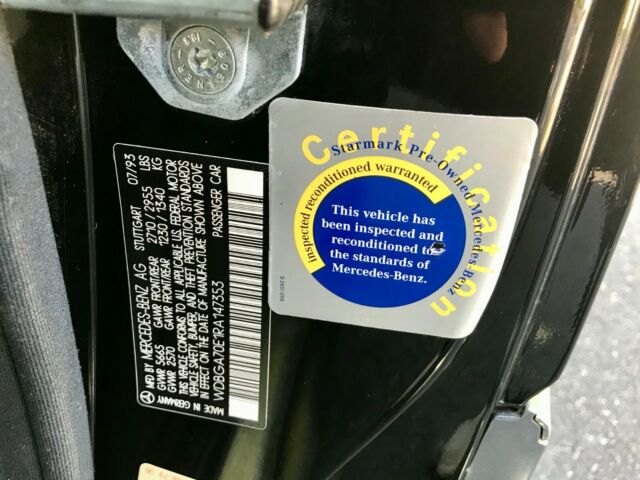 MFD BY MERCEDES-BENZ AG STUTTGART 07/93
GVWR 5665 GAWR FRONT/REAR 2710 / 2955 LBS
GVWR 2570 GAWR FRONT/REAR 1230 / 1340 KG
THIS VEHICLE CONFORMS TO ALL APPLICABLE U.S. FEDERAL MOTOR
VEHICLE SAFETY, BUMPER, AND THEFT PREVENTION STANDARDS
IN EFFECT ON THE DATE OF MANUFACTURE SHOWN ABOVE
WDBGA70E1RA147353 PASSENGER CAR
MADE IN GERMANY
Certification
Starmark Pre-Owned Mercedes-Benz
inspected reconditioned warranted
This vehicle has
been inspected and
reconditioned to
the standards of
Mercedes-Benz.